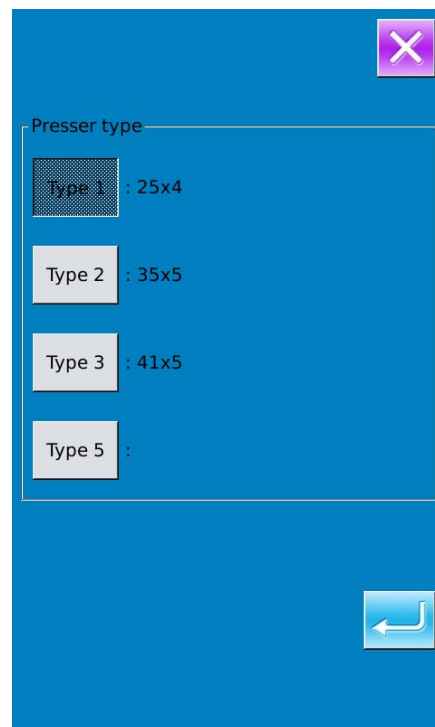 Presser type
Type 1 : 25x4
Type 2 : 35x5
Type 3 : 41x5
Type 5 :